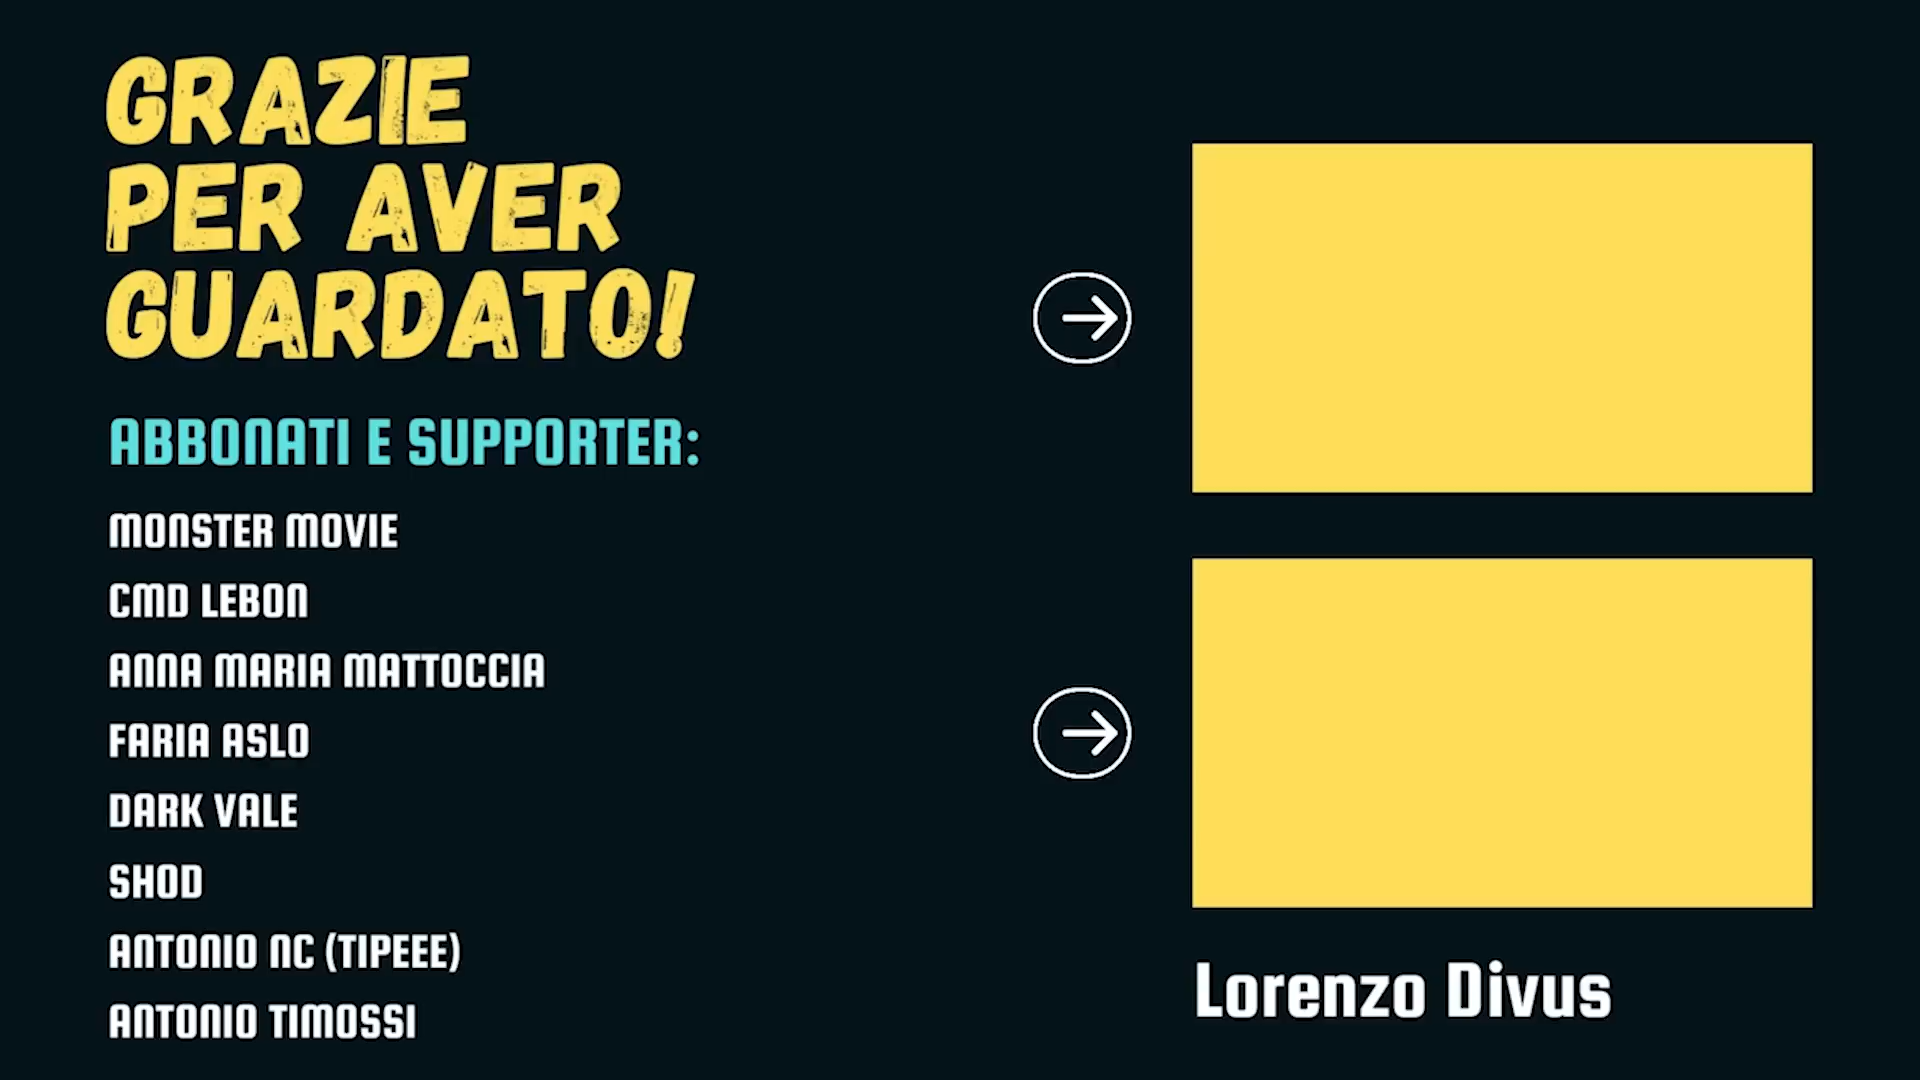 GRAZIE
PER AVER
GUARDATO!
ABBONATI E SUPPORTER:
MONSTER MOVIE
CMD LEBON
ANNA MARIA MATTOCCIA
FARIA ASLO
DARK VALE
SHOD
ANTONIO NC (TIPEEE)
ANTONIO TIMOSSI
Lorenzo Divus